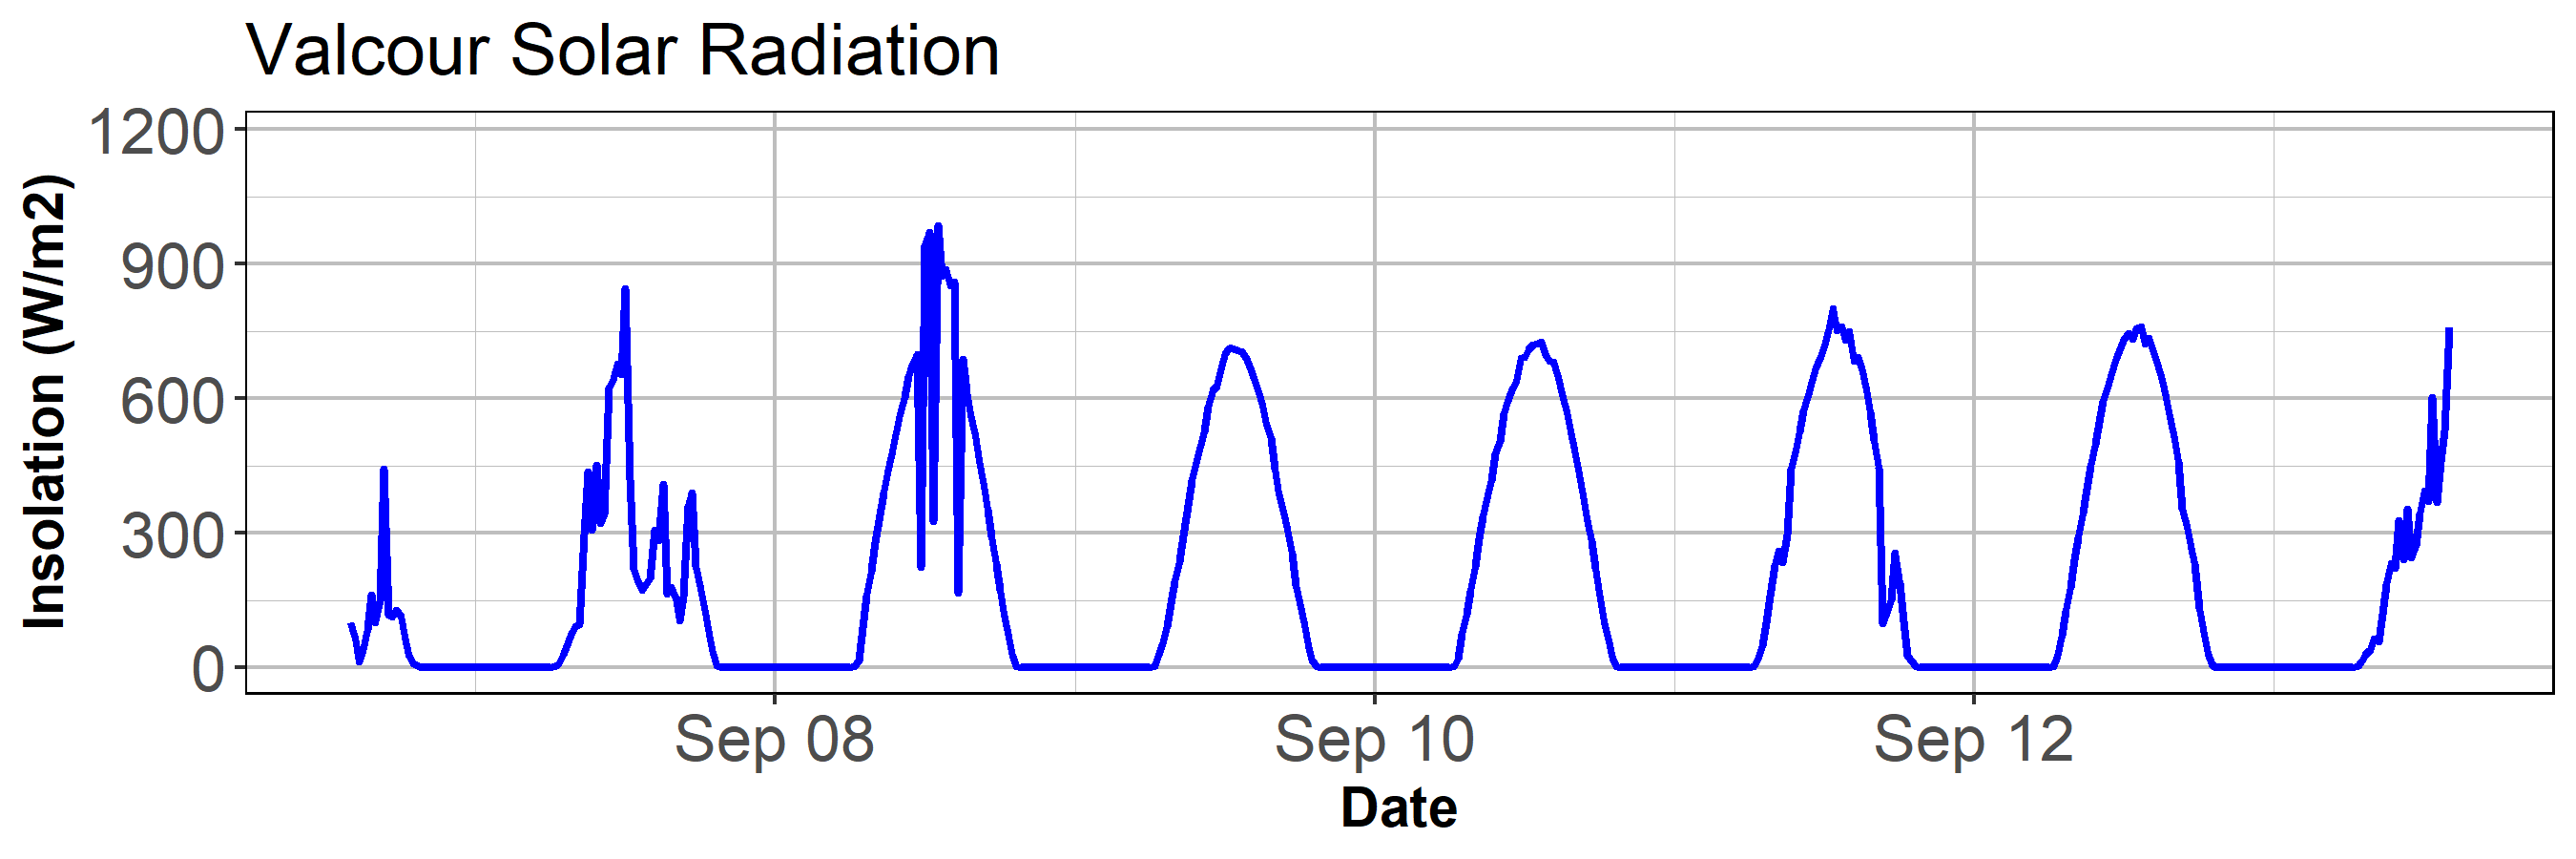 Valcour Solar Radiation
1200
900
600
300
0
Insolation (W/m2)
Sep 08 Sep 10 Sep 12
Date